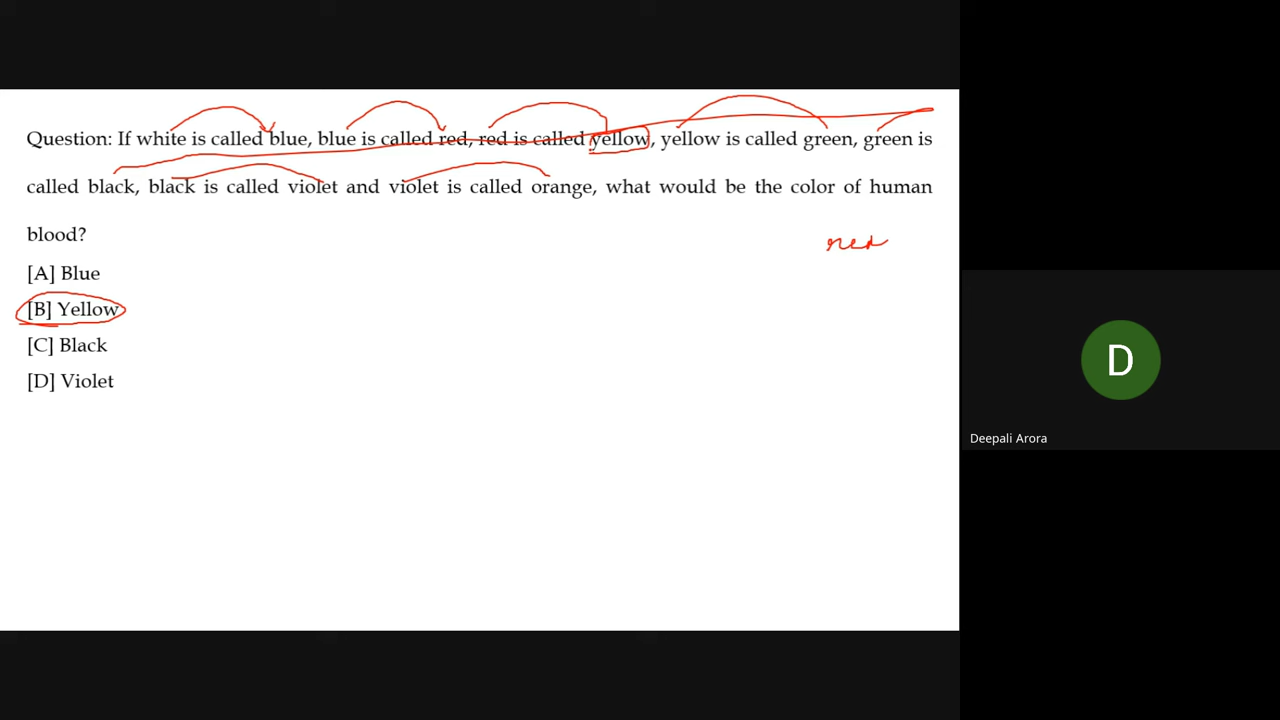 Question: If white is called blue, blue is called red, red is called yellow, yellow is called green, green is
called black, black is called violet and violet is called orange, what would be the color of human
blood?
red
[A] Blue
[B] Yellow
[C] Black
[D] Violet
D
Deepali Arora